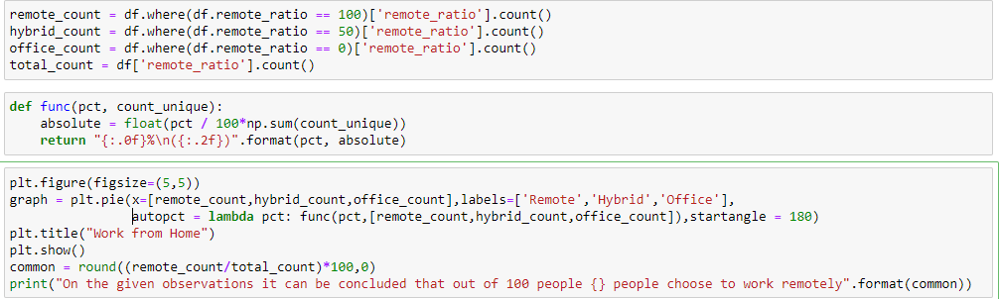 remote_count = df.where(df.remote_ratio == 100)['remote_ratio'].count()
hybrid_count = df.where(df.remote_ratio == 50)['remote_ratio'].count()
office_count = df.where(df.remote_ratio == 0)['remote_ratio'].count()
total_count = df['remote_ratio'].count()
def func(pct, count_unique):
    absolute = float(pct / 100*np.sum(count_unique))
    return "{:.0f}%\n({:.2f})".format(pct, absolute)
plt.figure(figsize=(5,5))
graph = plt.pie(x=[remote_count,hybrid_count,office_count],labels=['Remote','Hybrid','Office'],
                autopct = lambda pct: func(pct,[remote_count,hybrid_count,office_count]),startangle = 180)
plt.title("Work from Home")
plt.show()
common = round((remote_count/total_count)*100,0)
print("On the given observations it can be concluded that out of 100 people {} people choose to work remotely".format(common))